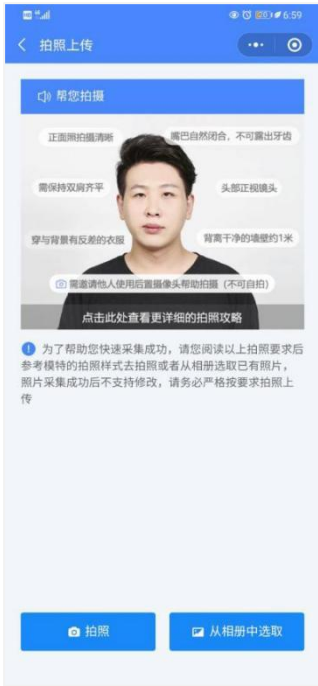 6:59
拍照上传
帮您拍摄
正面照拍摄清晰
嘴巴自然闭合，不可露出牙齿
需保持双肩齐平
头部正视镜头
穿与背景有反差的衣服
背离干净的墙壁约1米
需邀请他人使用后置摄像头帮助拍摄（不可自拍）
点击此处查看更详细的拍照攻略
为了帮助您快速采集成功，请您阅读以上拍照要求后
参考模特的拍照样式去拍照或者从相册选取已有照片，
照片采集成功后不支持修改，请务必严格按要求拍照上
传
拍照
从相册中选取